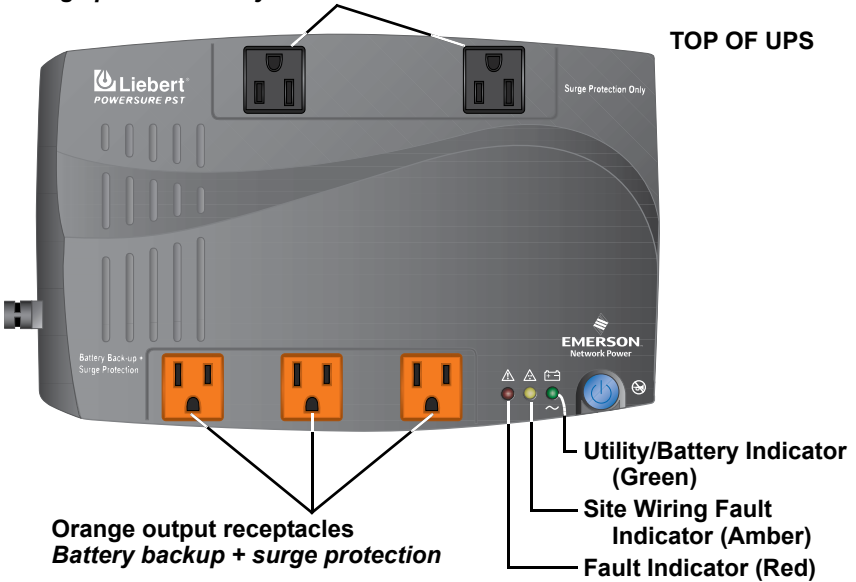 TOP OF UPS
Liebert®
POWERSURE PST
Surge Protection Only
EMERSON
Network Power
Battery Back-up +
Surge Protection
Utility/Battery Indicator
(Green)
Site Wiring Fault
Indicator (Amber)
Fault Indicator (Red)
Orange output receptacles
Battery backup + surge protection